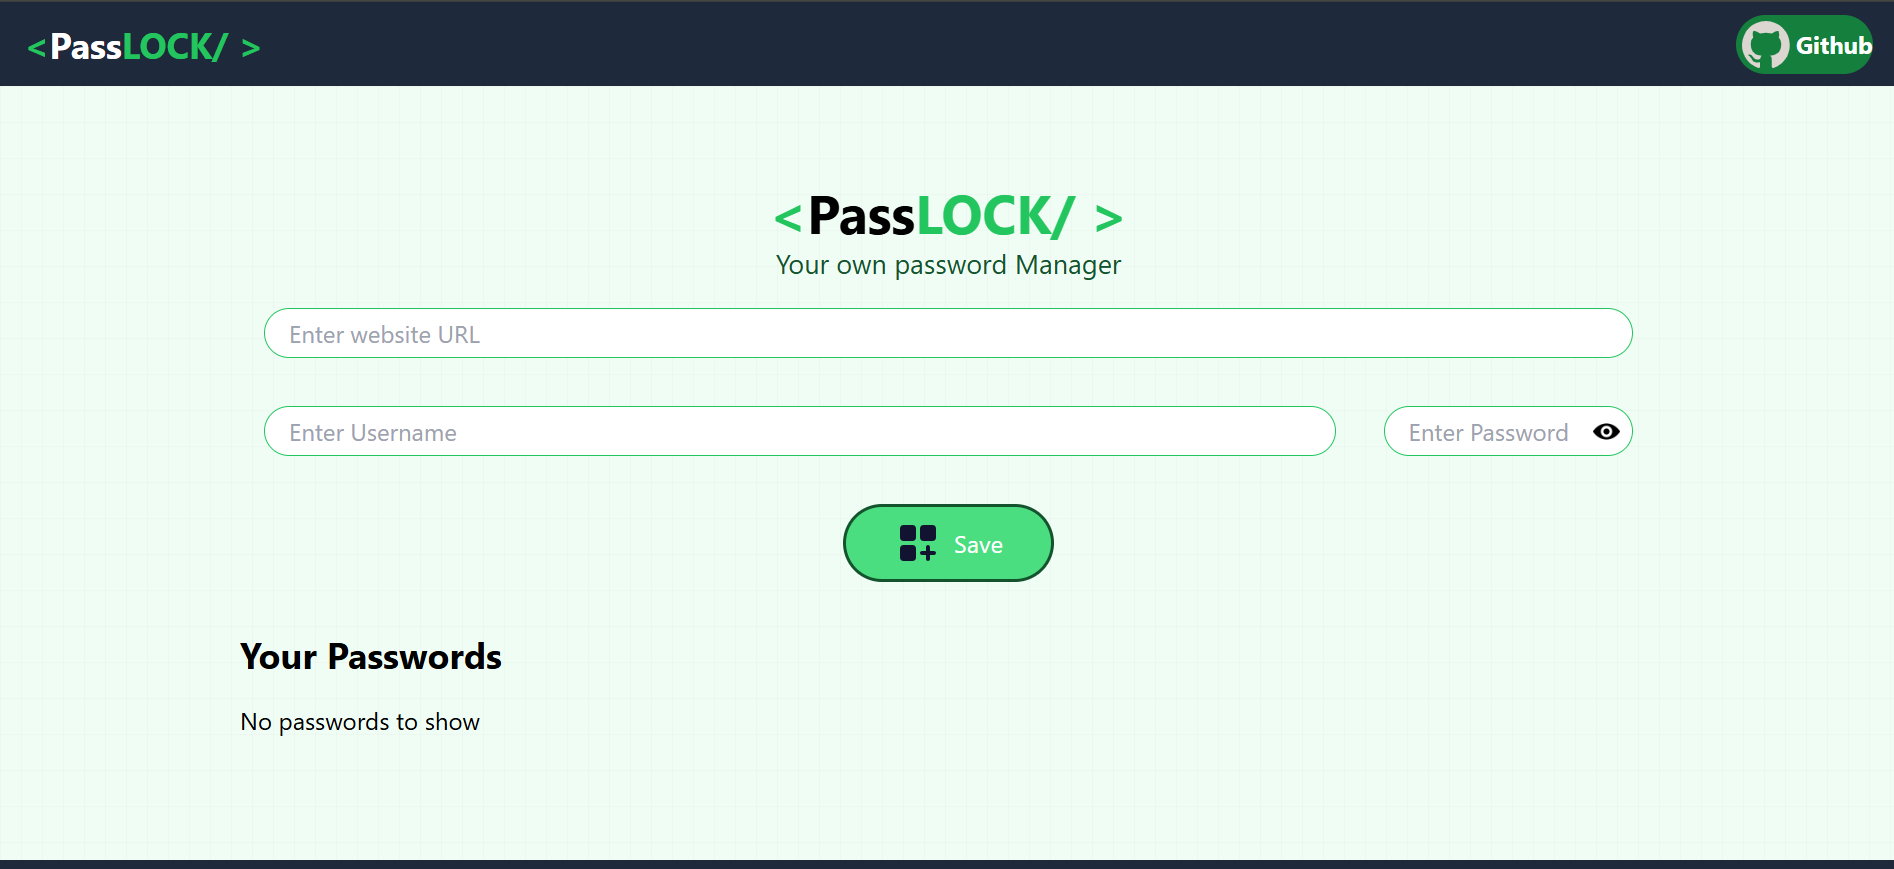 <PassLOCK/ >
Github
<PassLOCK/ >
Your own password Manager
Enter website URL
Enter Username
Enter Password
Save
Your Passwords
No passwords to show